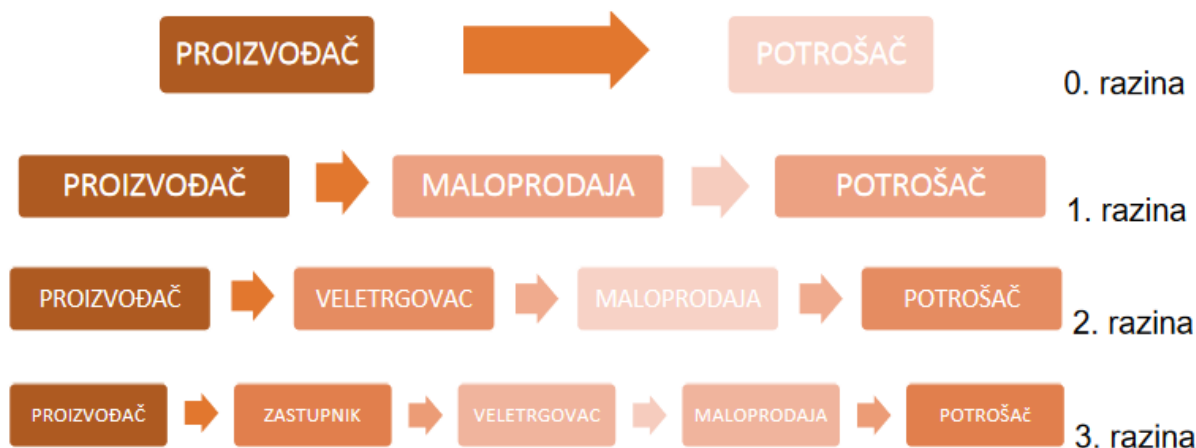 PROIZVOĐAČ POTROŠAČ 0. razina
PROIZVOĐAČ MALOPRODAJA POTROŠAČ 1. razina
PROIZVOĐAČ VELETRGOVAC MALOPRODAJA POTROŠAČ 2. razina
PROIZVOĐAČ ZASTUPNIK VELETRGOVAC MALOPRODAJA POTROŠAč 3. razina